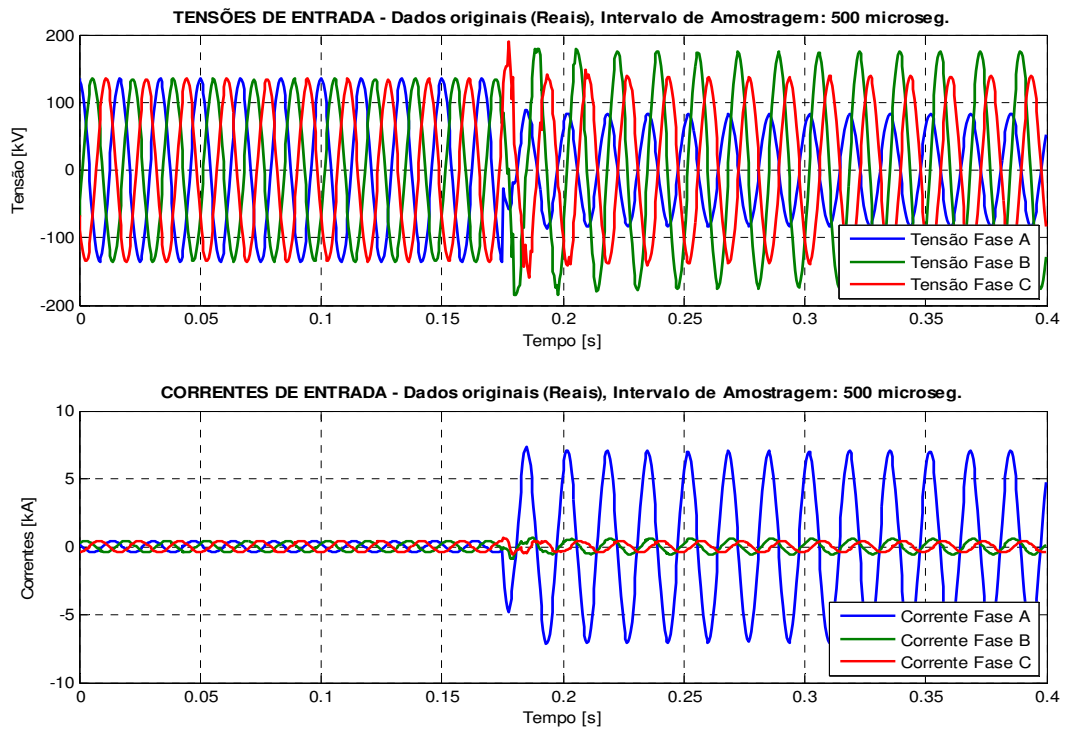 TENSÕES DE ENTRADA - Dados originais (Reais), Intervalo de Amostragem: 500 microseg.
200
100
0
-100
-200
Tensão [kV]
0
0.05
0.1
0.15
0.2
0.25
0.3
0.35
0.4
Tempo [s]
Tensão Fase A
Tensão Fase B
Tensão Fase C
CORRENTES DE ENTRADA - Dados originais (Reais), Intervalo de Amostragem: 500 microseg.
10
5
0
-5
-10
Correntes [kA]
0
0.05
0.1
0.15
0.2
0.25
0.3
0.35
0.4
Tempo [s]
Corrente Fase A
Corrente Fase B
Corrente Fase C